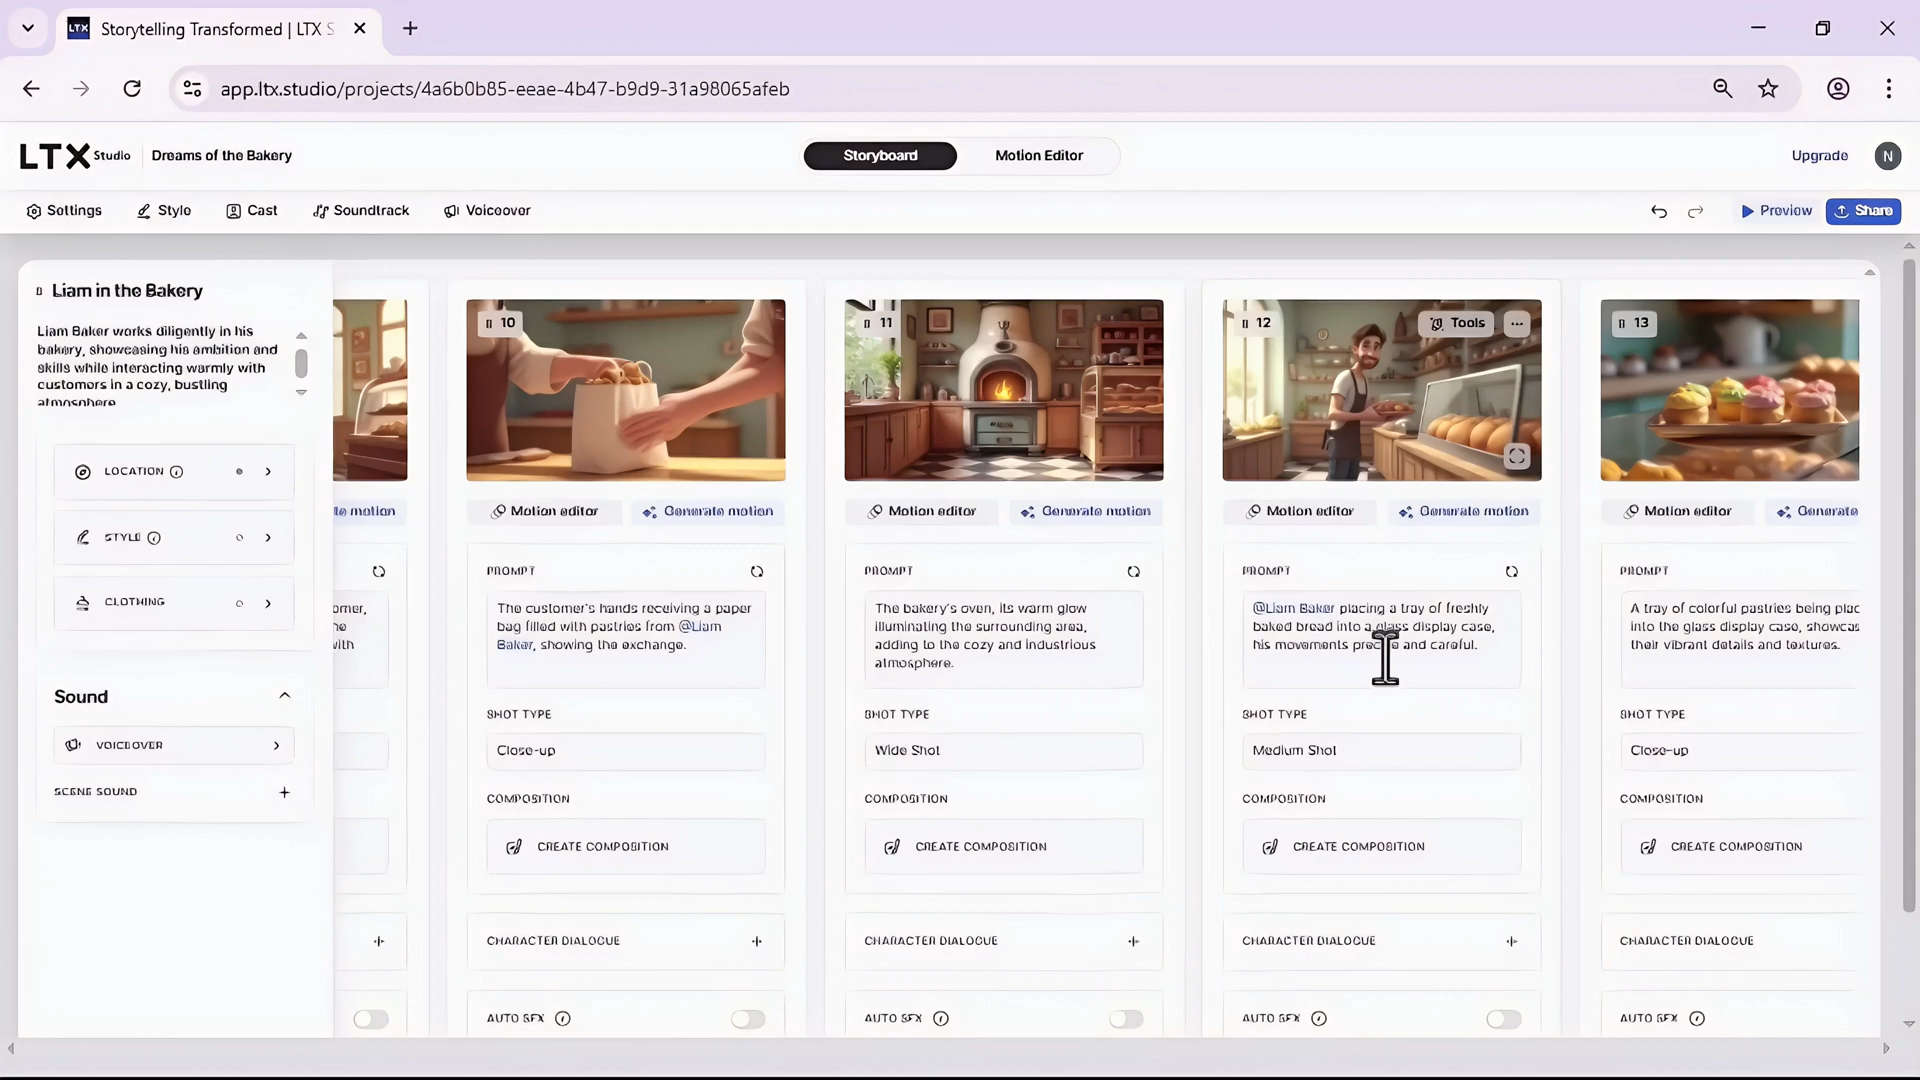 LTX
Storytelling Transformed | LTX S
app.ltx.studio/projects/4a6b0b85-eeae-4b47-b9d9-31a98065afeb
LTX Studio
Dreams of the Bakery
Storyboard
Motion Editor
Upgrade
N
Settings
Style
Cast
Soundtrack
Voiceover
Preview
Share
Liam in the Bakery
Liam Baker works diligently in his
bakery, showcasing his ambition and
skills while interacting warmly with
customers in a cozy, bustling
atmosphere
LOCATION
STYLE
CLOTHING
Sound
VOICEOVER
SCENE SOUND
te motion
omer,
he
with
10
Motion editor
Generate motion
PROMPT
The customer's hands receiving a paper
bag filled with pastries from @Liam
Baker, showing the exchange.
SHOT TYPE
Close-up
COMPOSITION
CREATE COMPOSITION
CHARACTER DIALOGUE
AUTO SFX
11
Motion editor
Generate motion
PROMPT
The bakery's oven, its warm glow
illuminating the surrounding area,
adding to the cozy and industrious
atmosphere.
SHOT TYPE
Wide Shot
COMPOSITION
CREATE COMPOSITION
CHARACTER DIALOGUE
AUTO SFX
12
Tools
Motion editor
Generate motion
PROMPT
@Liam Baker placing a tray of freshly
baked bread into a glass display case,
his movements precise and careful.
SHOT TYPE
Medium Shot
COMPOSITION
CREATE COMPOSITION
CHARACTER DIALOGUE
AUTO SFX
13
Motion editor
Generate
PROMPT
A tray of colorful pastries being plac
into the glass display case, showcas
their vibrant details and textures.
SHOT TYPE
Close-up
COMPOSITION
CREATE COMPOSITION
CHARACTER DIALOGUE
AUTO SFX